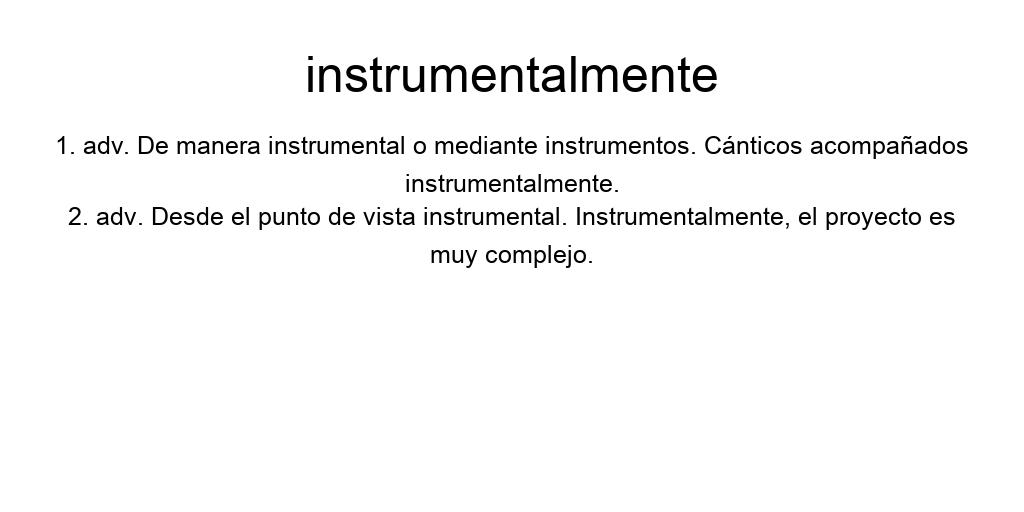 instrumentalmente
1. adv. De manera instrumental o mediante instrumentos. Cánticos acompañados
instrumentalmente.
2. adv. Desde el punto de vista instrumental. Instrumentalmente, el proyecto es
muy complejo.